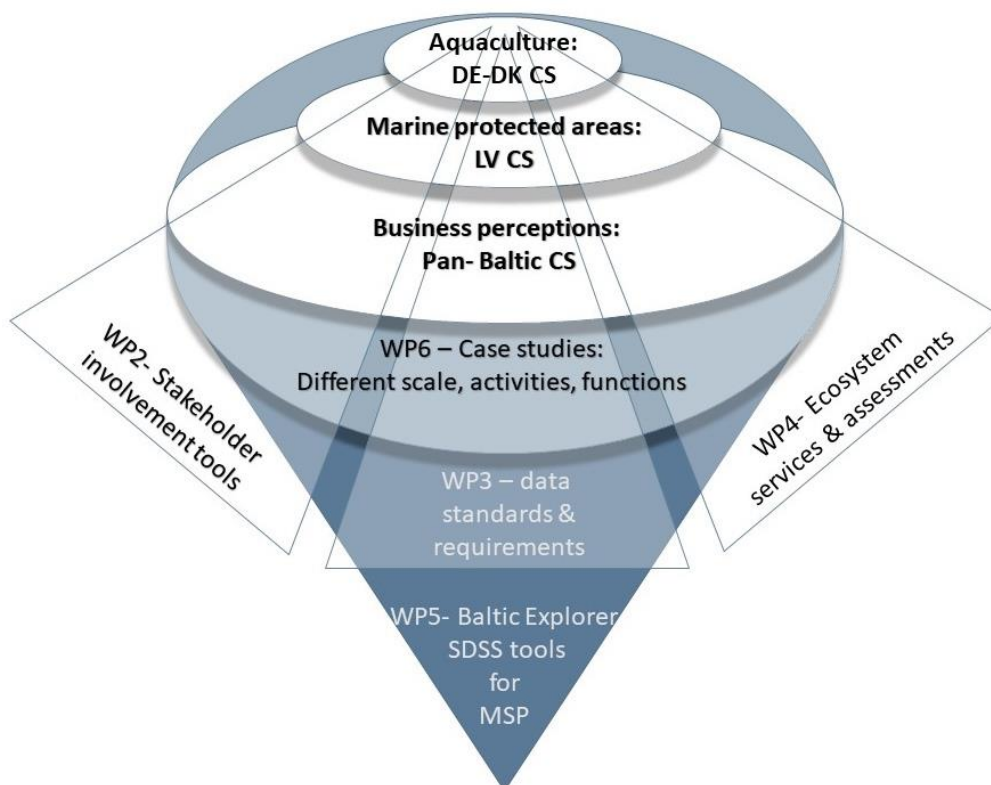 Aquaculture:
DE-DK CS
Marine protected areas:
LV CS
Business perceptions:
Pan- Baltic CS
WP6 – Case studies:
Different scale, activities, functions
WP2- Stakeholder
involvement tools
WP4- Ecosystem
services & assessments
WP3 – data
standards &
requirements
WP5- Baltic Explorer
SDSS tools
for
MSP